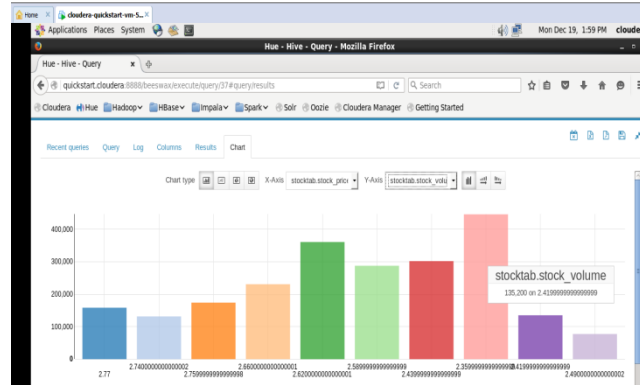 Home × cloudera-quickstart-vm-5...×
Applications Places System Mon Dec 19, 1:59 PM cloude
Hue - Hive - Query - Mozilla Firefox
Hue - Hive - Query × +
quickstart.cloudera:8888/beeswax/execute/query/37#query/results Search
Cloudera Hue Hadoop HBase Impala Spark Solr Oozie Cloudera Manager Getting Started
Recent queries Query Log Columns Results Chart
Chart type X-Axis stocktab.stock_price Y-Axis stocktab.stock_volu
400,000
300,000
200,000
100,000
0
stocktab.stock_volume
135,200 on 2.4199999999999999
2.7400000000000002 2.6600000000000001 2.5899999999999999 2.3599999999999999 2.4199999999999999
2.77 2.7599999999999998 2.6200000000000001 2.4399999999999999 2.4900000000000002